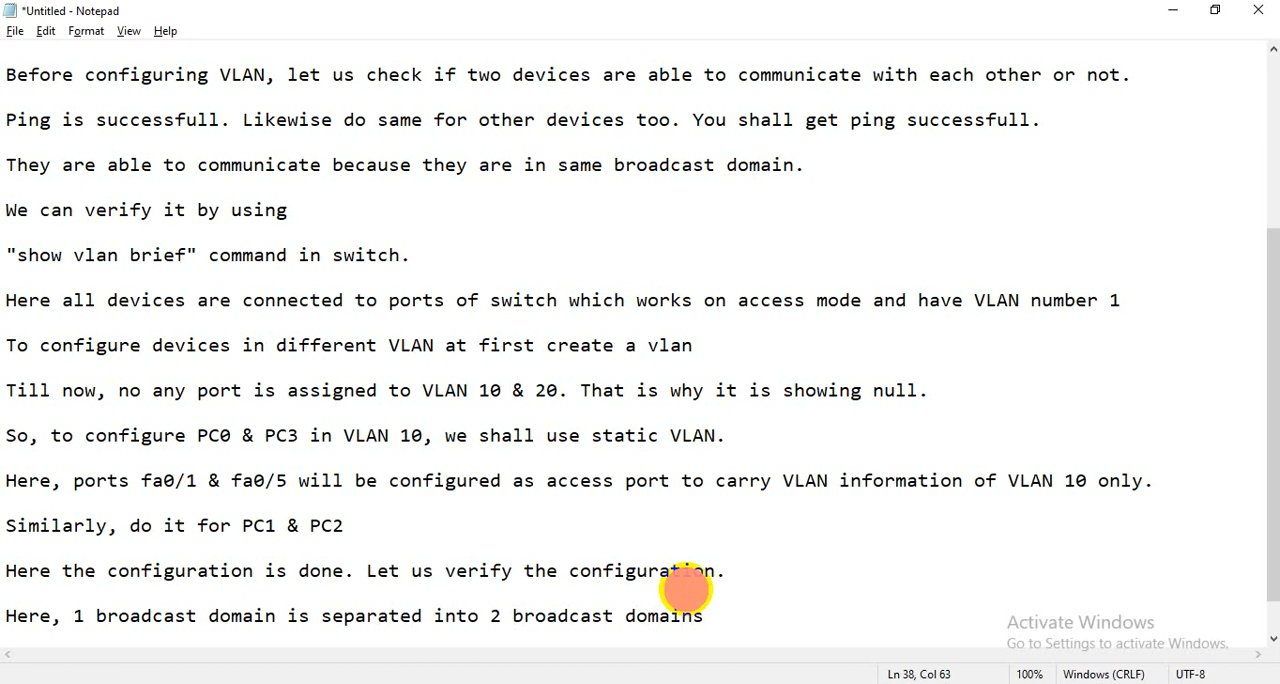 *Untitled - Notepad
File Edit Format View Help
Before configuring VLAN, let us check if two devices are able to communicate with each other or not.
Ping is successfull. Likewise do same for other devices too. You shall get ping successfull.
They are able to communicate because they are in same broadcast domain.
We can verify it by using
"show vlan brief" command in switch.
Here all devices are connected to ports of switch which works on access mode and have VLAN number 1
To configure devices in different VLAN at first create a vlan
Till now, no any port is assigned to VLAN 10 & 20. That is why it is showing null.
So, to configure PC0 & PC3 in VLAN 10, we shall use static VLAN.
Here, ports fa0/1 & fa0/5 will be configured as access port to carry VLAN information of VLAN 10 only.
Similarly, do it for PC1 & PC2
Here the configuration is done. Let us verify the configuration.
Here, 1 broadcast domain is separated into 2 broadcast domains
Activate Windows
Go to Settings to activate Windows.
Ln 38, Col 63 100% Windows (CRLF) UTF-8